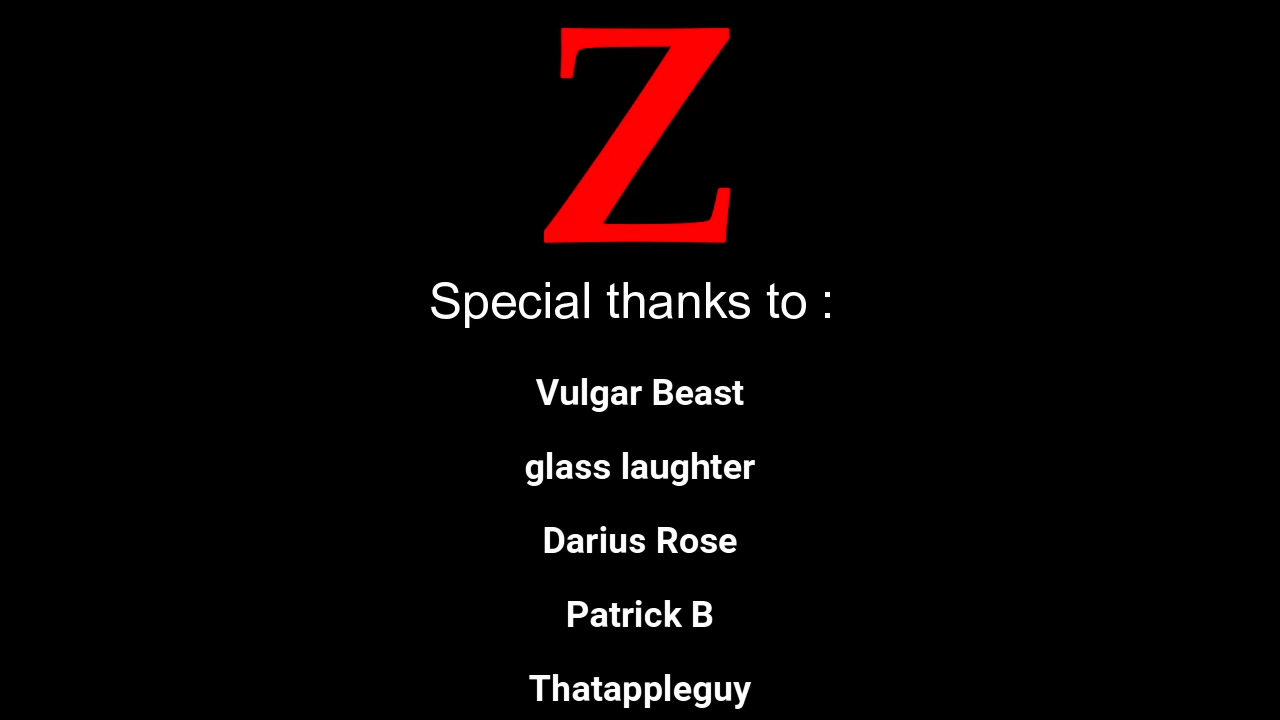 Z
Special thanks to :
Vulgar Beast
glass laughter
Darius Rose
Patrick B
Thatappleguy